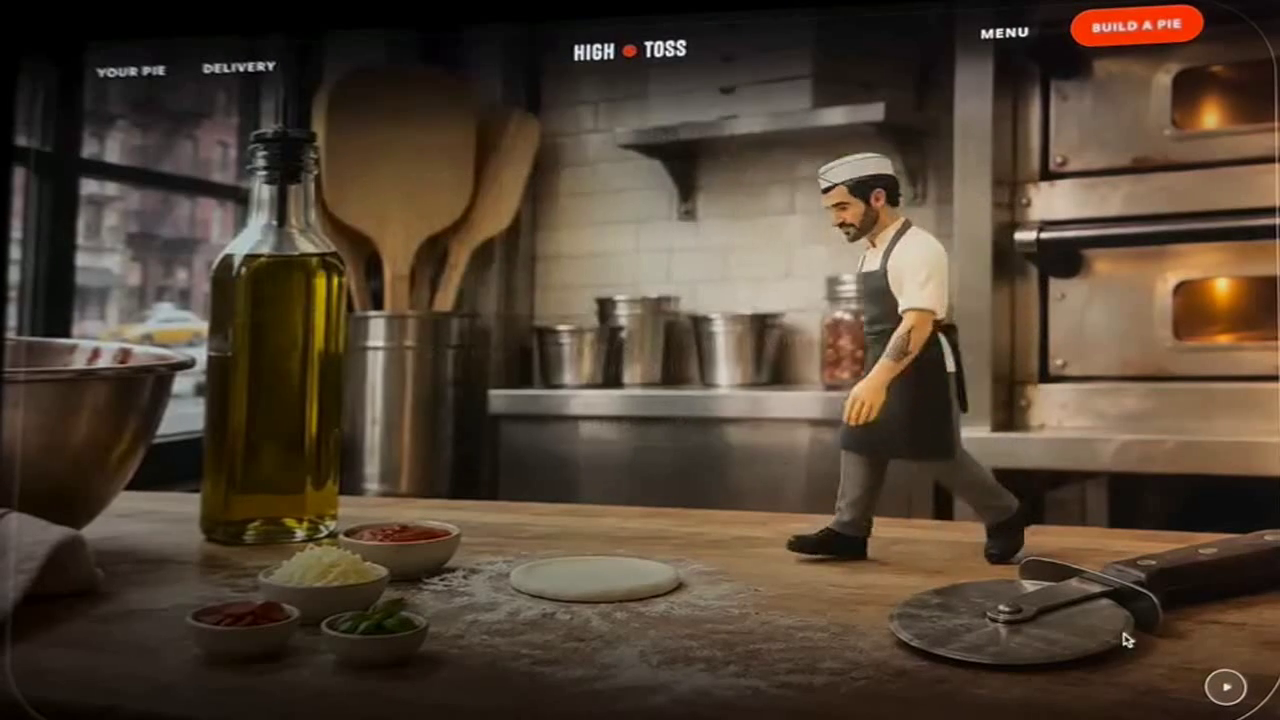 YOUR PIE
DELIVERY
HIGH TOSS
MENU
BUILD A PIE